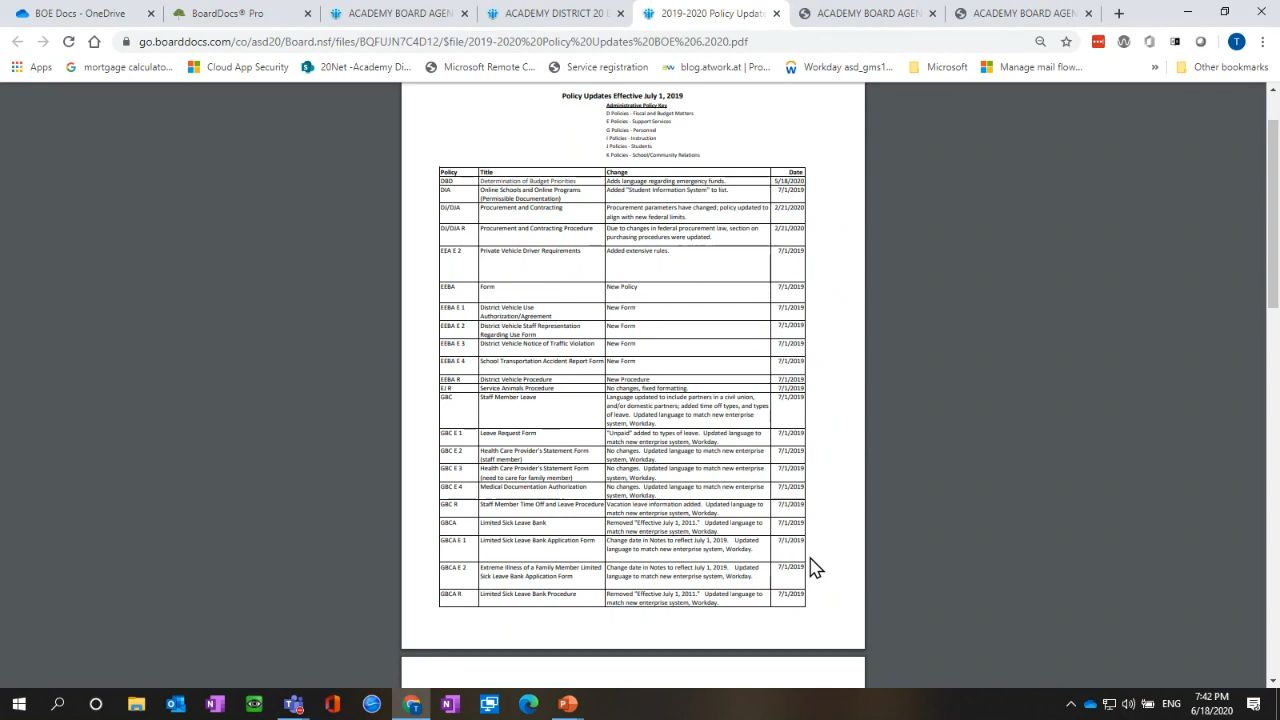 BOE Docs - OneDrive
BoardDocs® Pro
ACADEMY BOARD AGEN
ACADEMY DISTRICT 20 E
2019-2020 Policy Update
ACADEMY BOARD AGEN
ACADEMY BOARD AGEN
go.boarddocs.com/co/asd20/Board.nsf/files/BQFUJN7C4D12/$file/2019-2020%20Policy%20Updates%20BOE%206.2020.pdf
Apps
mortgage calculato...
Cloud App Security
20Net -Academy Di...
Microsoft Remote C...
Service registration
blog.atwork.at | Pro...
Workday asd_gms1...
Microsoft
Manage mail flow...
Other bookmarks
Policy Updates Effective July 1, 2019
Administrative Policy Key
D Policies - Fiscal and Budget Matters
E Policies - Support Services
G Policies - Personnel
I Policies - Instruction
J Policies - Students
K Policies - School/Community Relations
Policy Title Change Date
DBD Determination of Budget Priorities Adds language regarding emergency funds. 5/18/2020
DIA Online Schools and Online Programs Added "Student Information System" to list. 7/1/2019
(Permissible Documentation)
DJ/DJA Procurement and Contracting Procurement parameters have changed; policy updated to 2/21/2020
align with new federal limits.
DJ/DJA R Procurement and Contracting Procedure Due to changes in federal procurement law, section on 2/21/2020
purchasing procedures were updated.
EEA E 2 Private Vehicle Driver Requirements Added extensive rules. 7/1/2019
EEBA Form New Policy 7/1/2019
EEBA E 1 District Vehicle Use New Form 7/1/2019
Authorization/Agreement
EEBA E 2 District Vehicle Staff Representation New Form 7/1/2019
Regarding Use Form
EEBA E 3 District Vehicle Notice of Traffic Violation New Form 7/1/2019
EEBA E 4 School Transportation Accident Report Form New Form 7/1/2019
EEBA R District Vehicle Procedure New Procedure 7/1/2019
EJ R Service Animals Procedure No changes, fixed formatting. 7/1/2019
GBC Staff Member Leave Language updated to include partners in a civil union, 7/1/2019
and/or domestic partners; added time off types, and types
of leave. Updated language to match new enterprise
system, Workday.
GBC E 1 Leave Request Form "Unpaid" added to types of leave. Updated language to 7/1/2019
match new enterprise system, Workday.
GBC E 2 Health Care Provider's Statement Form No changes. Updated language to match new enterprise 7/1/2019
(staff member) system, Workday.
GBC E 3 Health Care Provider's Statement Form No changes. Updated language to match new enterprise 7/1/2019
(need to care for family member) system, Workday.
GBC E 4 Medical Documentation Authorization No changes. Updated language to match new enterprise 7/1/2019
system, Workday.
GBC R Staff Member Time Off and Leave Procedure Vacation leave information added. Updated language to 7/1/2019
match new enterprise system, Workday.
GBCA Limited Sick Leave Bank Removed "Effective July 1, 2011." Updated language to 7/1/2019
match new enterprise system, Workday.
GBCA E 1 Limited Sick Leave Bank Application Form Change date in Notes to reflect July 1, 2019. Updated 7/1/2019
language to match new enterprise system, Workday.
GBCA E 2 Extreme Illness of a Family Member Limited Change date in Notes to reflect July 1, 2019. Updated 7/1/2019
Sick Leave Bank Application Form language to match new enterprise system, Workday.
GBCA R Limited Sick Leave Bank Procedure Removed "Effective July 1, 2011." Updated language to 7/1/2019
match new enterprise system, Workday.
ENG
:42 PM
6/18/2020